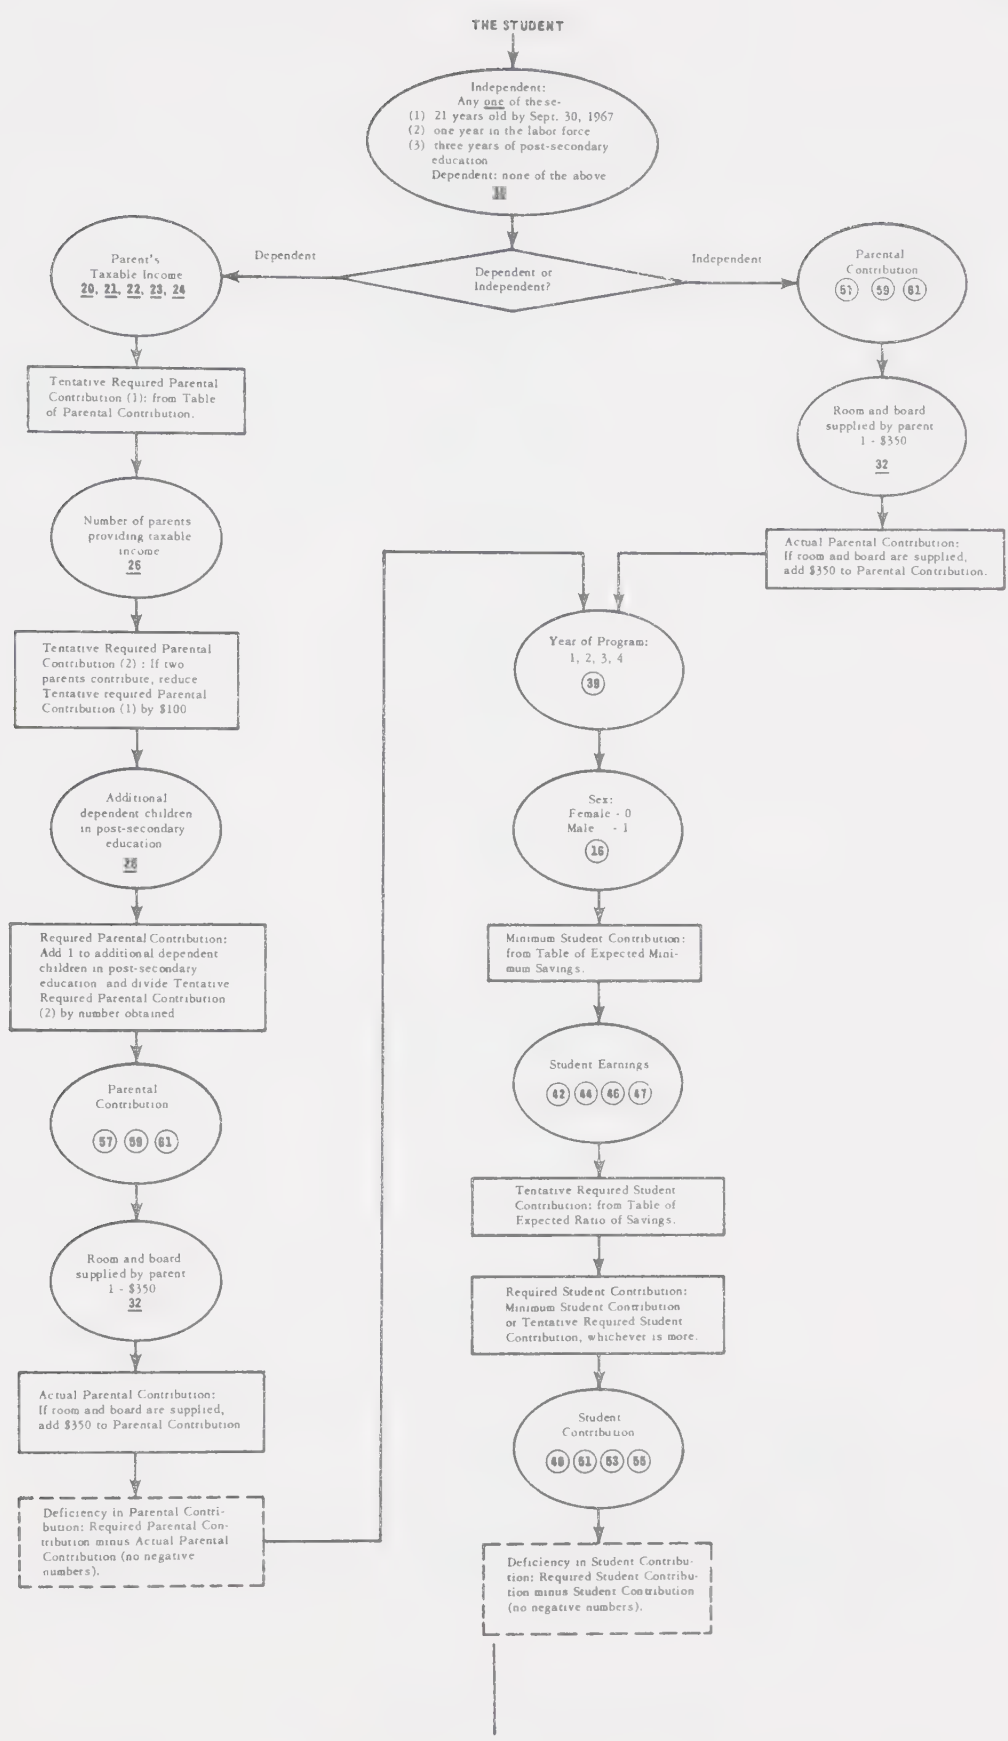 THE STUDENT
Independent:
Any one of these-
(1) 21 years old by Sept. 30, 1967
(2) one year in the labor force
(3) three years of post-secondary
education
Dependent: none of the above
Dependent or
Independent?
Dependent
Independent
Parent's
Taxable Income
20, 21, 22, 23, 24
Tentative Required Parental
Contribution (1): from Table
of Parental Contribution.
Number of parents
providing taxable
income
26
Tentative Required Parental
Contribution (2) : If two
parents contribute, reduce
Tentative required Parental
Contribution (1) by $100
Additional
dependent children
in post-secondary
education
28
Required Parental Contribution:
Add 1 to additional dependent
children in post-secondary
education and divide Tentative
Required Parental Contribution
(2) by number obtained
Parental
Contribution
57 59 61
Room and board
supplied by parent
1 - $350
32
Actual Parental Contribution:
If room and board are supplied,
add $350 to Parental Contribution
Deficiency in Parental Contri-
bution: Required Parental Con-
tribution minus Actual Parental
Contribution (no negative
numbers).
Parental
Contribution
57 59 61
Room and board
supplied by parent
1 - $350
32
Actual Parental Contribution:
If room and board are supplied,
add $350 to Parental Contribution.
Year of Program:
1, 2, 3, 4
39
Sex:
Female - 0
Male - 1
16
Minimum Student Contribution:
from Table of Expected Mini-
mum Savings.
Student Earnings
42 44 46 47
Tentative Required Student
Contribution: from Table of
Expected Ratio of Savings.
Required Student Contribution:
Minimum Student Contribution
or Tentative Required Student
Contribution, whichever is more.
Student
Contribution
51 53 55
Deficiency in Student Contribu-
tion: Required Student Contribu-
tion minus Student Contribution
(no negative numbers).